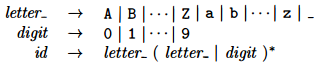 letter_ → A | B | ··· | Z | a | b | ··· | z | _
digit → 0 | 1 | ··· | 9
id → letter_ ( letter_ | digit )*